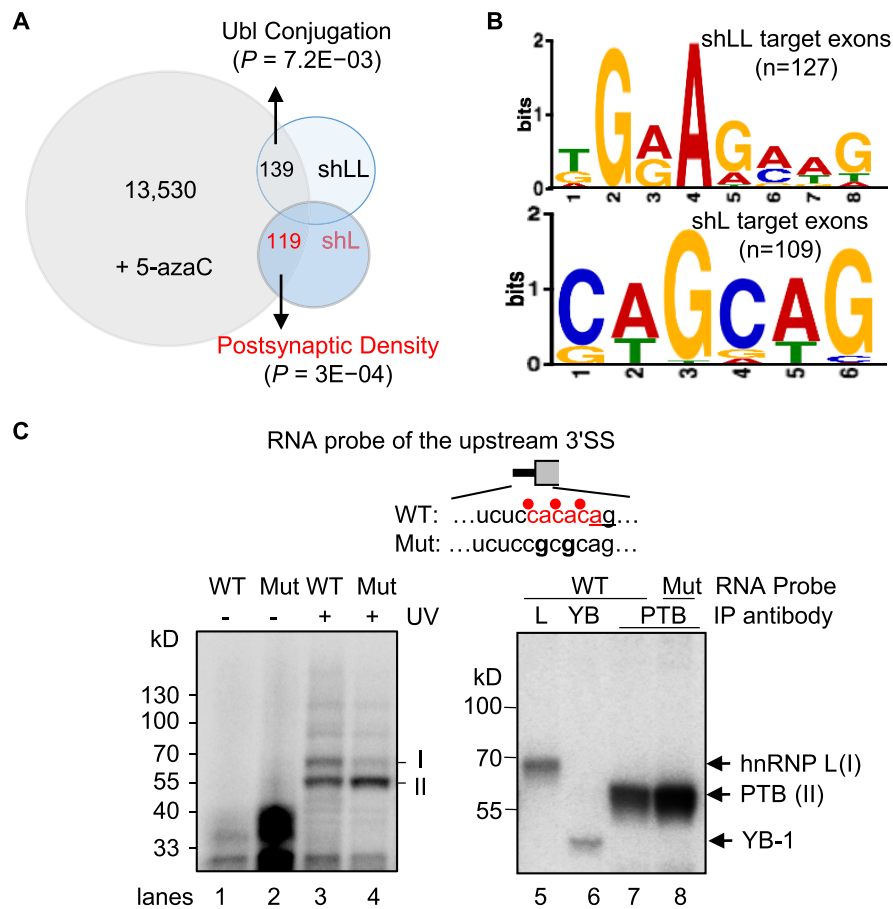 A
Ubl Conjugation
(P = 7.2E−03)
13,530
139
shLL
119
shL
+ 5-azaC
Postsynaptic Density
(P = 3E−04)
B
shLL target exons
(n=127)
2
1
0
bits
T G A A G A A G
G G A C T T
1 2 3 4 5 6 7 8
shL target exons
(n=109)
2
1
0
bits
C A G C A G
G T G T C
1 2 3 4 5 6
C
RNA probe of the upstream 3'SS
WT: …ucuccacacag…
Mut: …ucuccgcgcag…
WT Mut WT Mut
- - + + UV
kD
130
100
70
55
40
33
I
II
lanes 1 2 3 4
WT Mut RNA Probe
L YB PTB IP antibody
kD
100
70
55
hnRNP L(I)
PTB (II)
YB-1
5 6 7 8